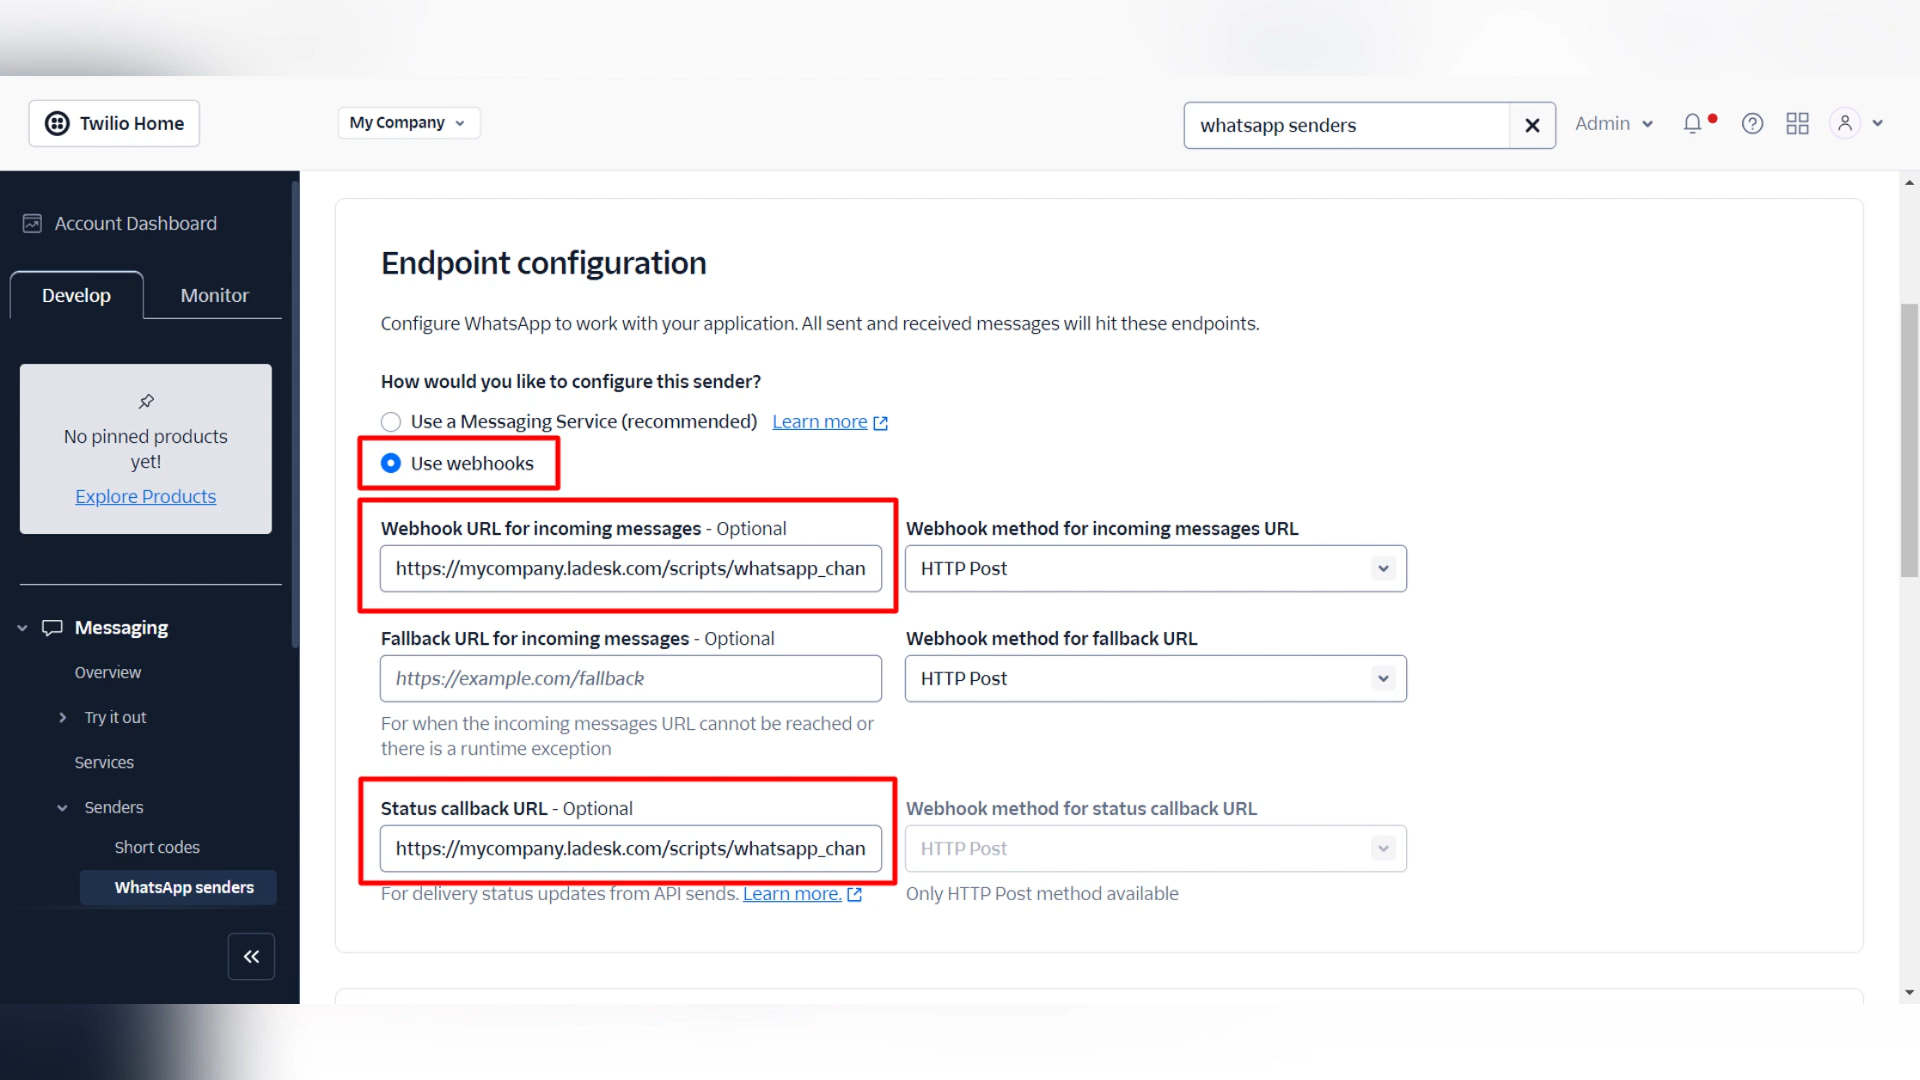 Twilio Home
My Company
whatsapp senders
Admin
Account Dashboard
Develop
Monitor
No pinned products
yet!
Explore Products
Messaging
Overview
Try it out
Services
Senders
Short codes
WhatsApp senders
Endpoint configuration
Configure WhatsApp to work with your application. All sent and received messages will hit these endpoints.
How would you like to configure this sender?
Use a Messaging Service (recommended) Learn more
Use webhooks
Webhook URL for incoming messages - Optional
https://mycompany.ladesk.com/scripts/whatsapp_chan
Webhook method for incoming messages URL
HTTP Post
Fallback URL for incoming messages - Optional
https://example.com/fallback
For when the incoming messages URL cannot be reached or
there is a runtime exception
Webhook method for fallback URL
HTTP Post
Status callback URL - Optional
https://mycompany.ladesk.com/scripts/whatsapp_chan
For delivery status updates from API sends. Learn more.
Webhook method for status callback URL
HTTP Post
Only HTTP Post method available